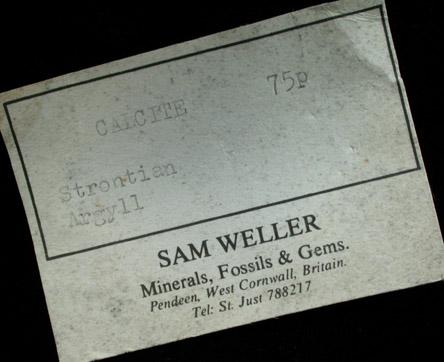 CALCITE 75p
Strontian
Argyll
SAM WELLER
Minerals, Fossils & Gems.
Pendeen, West Cornwall, Britain.
Tel: St. Just 788217